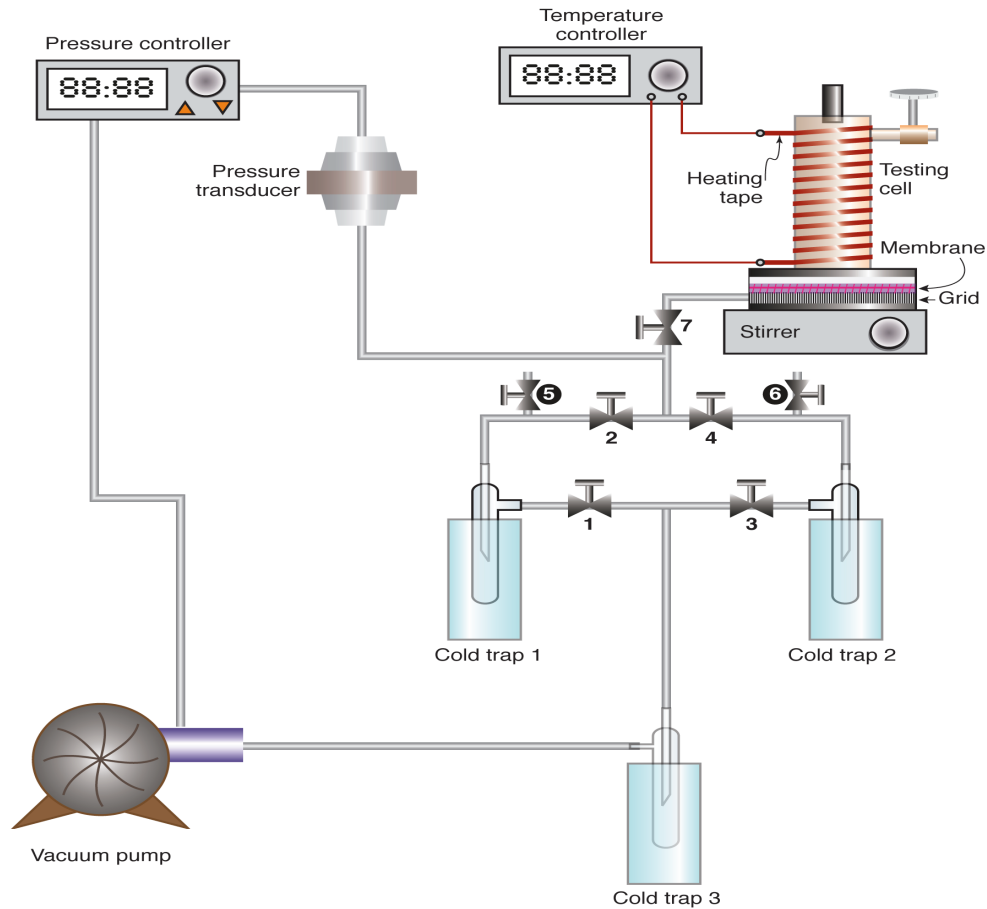 Temperature
controller
Pressure controller
88:88
88:88
Pressure
transducer
Heating
tape
Testing
cell
Membrane
Grid
7
Stirrer
5
6
2
4
1
3
Cold trap 1
Cold trap 2
Vacuum pump
Cold trap 3